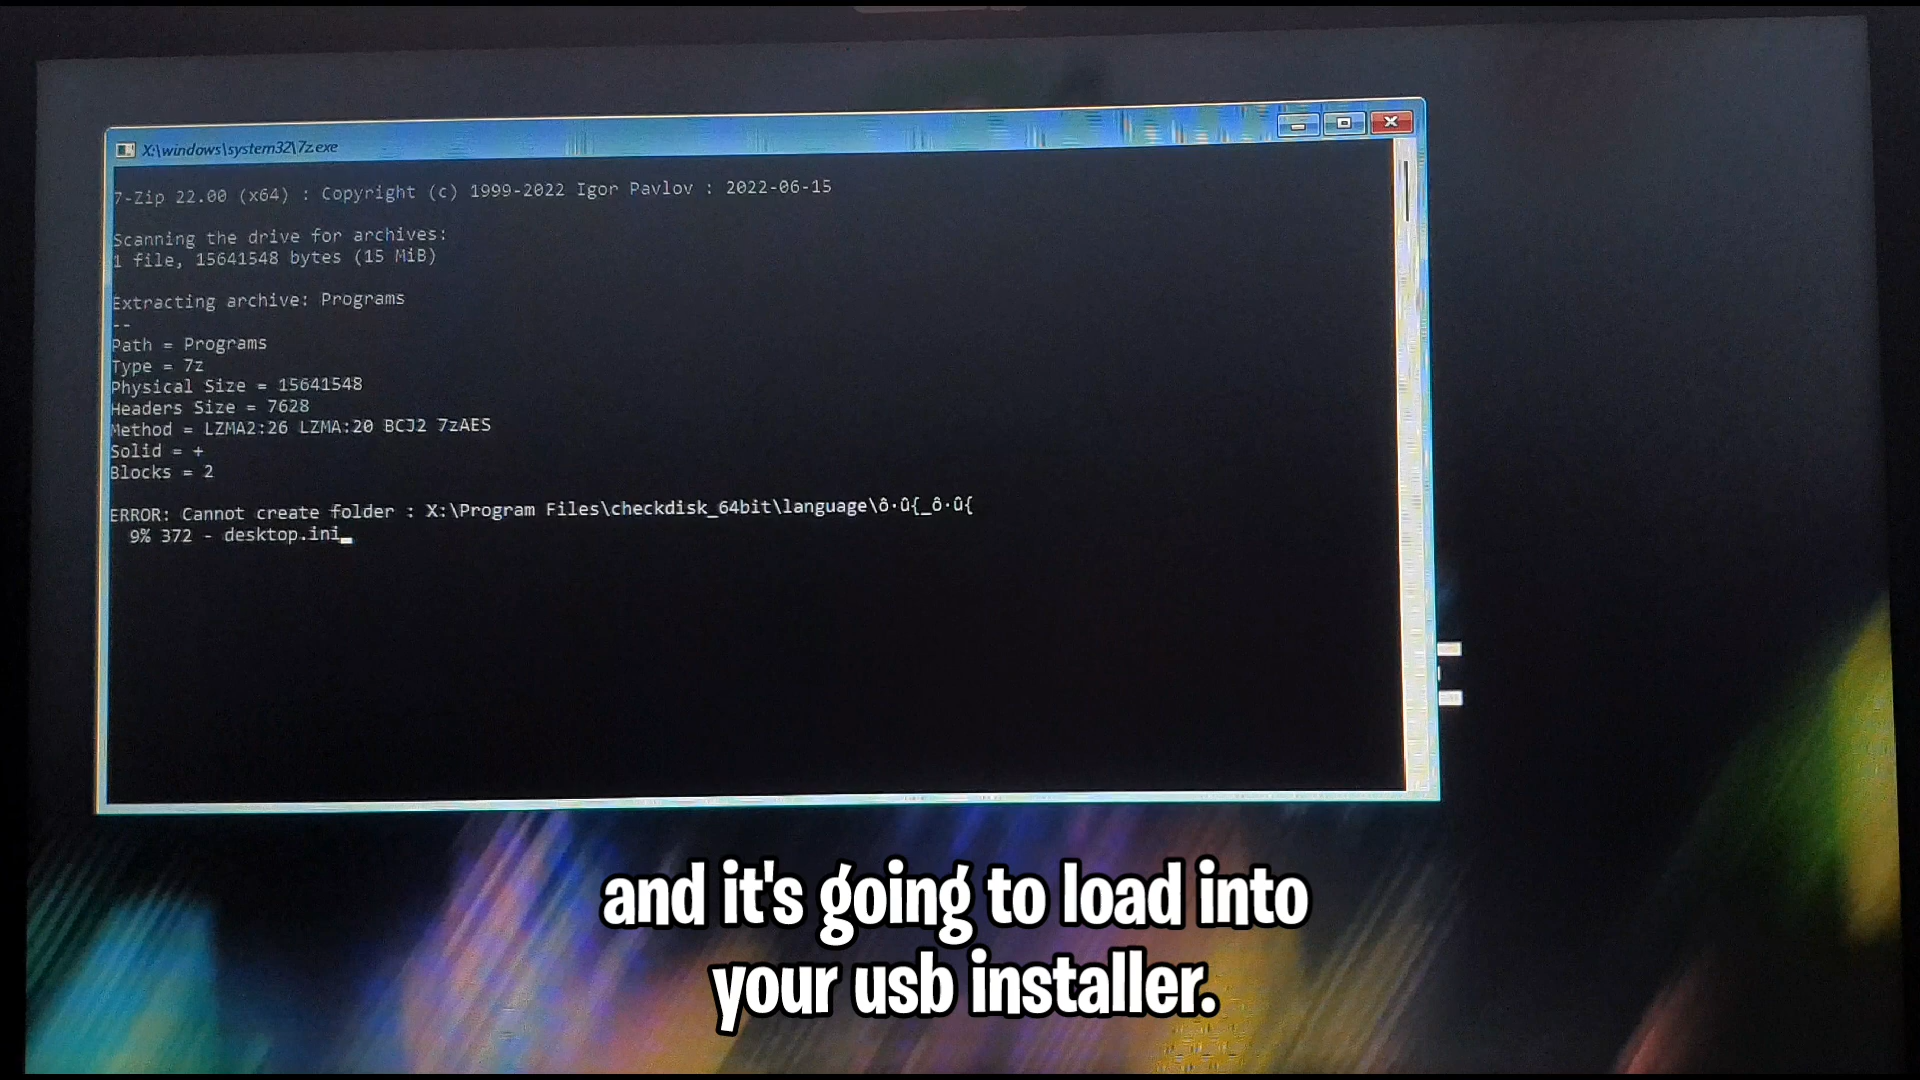 X:\windows\system32\7z.exe
7-Zip 22.00 (x64) : Copyright (c) 1999-2022 Igor Pavlov : 2022-06-15
Scanning the drive for archives:
1 file, 15641548 bytes (15 MiB)
Extracting archive: Programs
--
Path = Programs
Type = 7z
Physical Size = 15641548
Headers Size = 7628
Method = LZMA2:26 LZMA:20 BCJ2 7zAES
Solid = +
Blocks = 2
ERROR: Cannot create folder : X:\Program Files\checkdisk_64bit\language\ô·û{_ô·û{
9% 372 - desktop.ini
and it's going to load into
your usb installer.